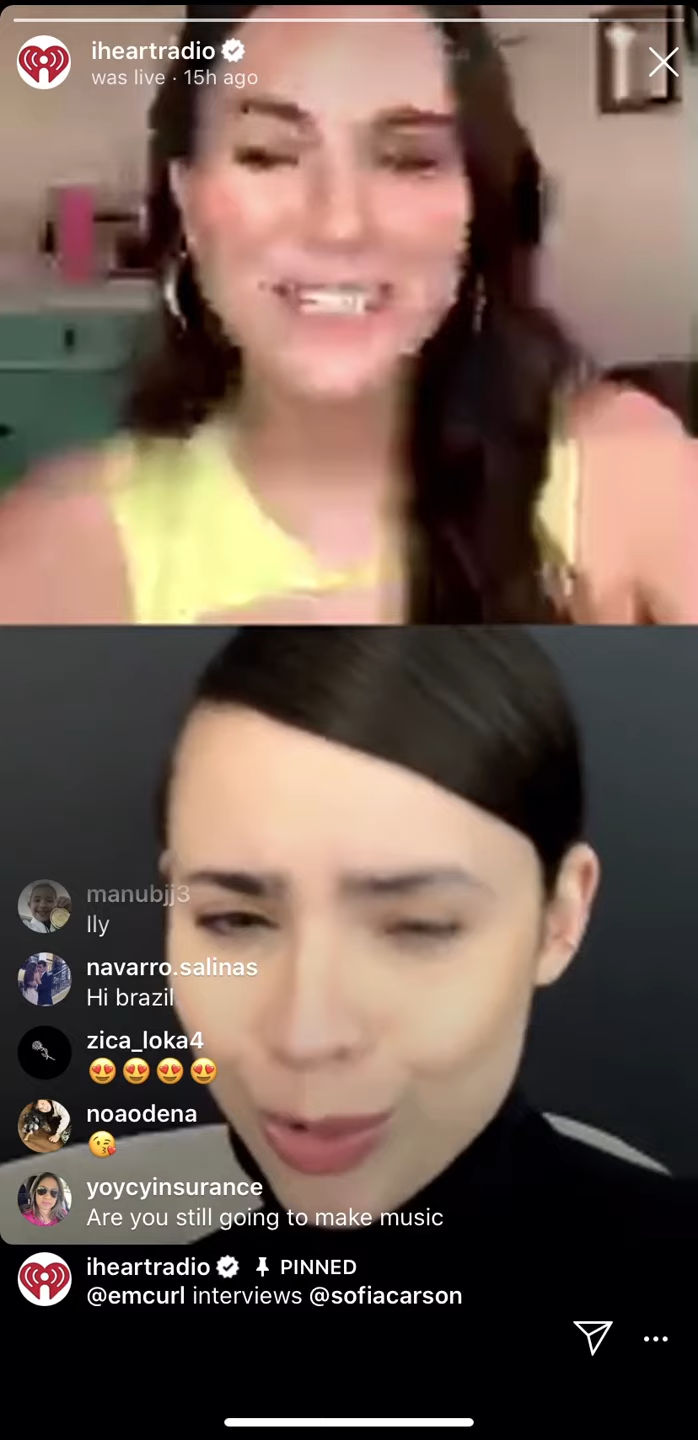 iheartradio
was live · 15h ago
manubjj3
Ily
navarro.salinas
Hi brazil
zica_loka4
😍😍😍😍
noaodena
😘
yoycyinsurance
Are you still going to make music
iheartradio PINNED
@emcurl interviews @sofiacarson